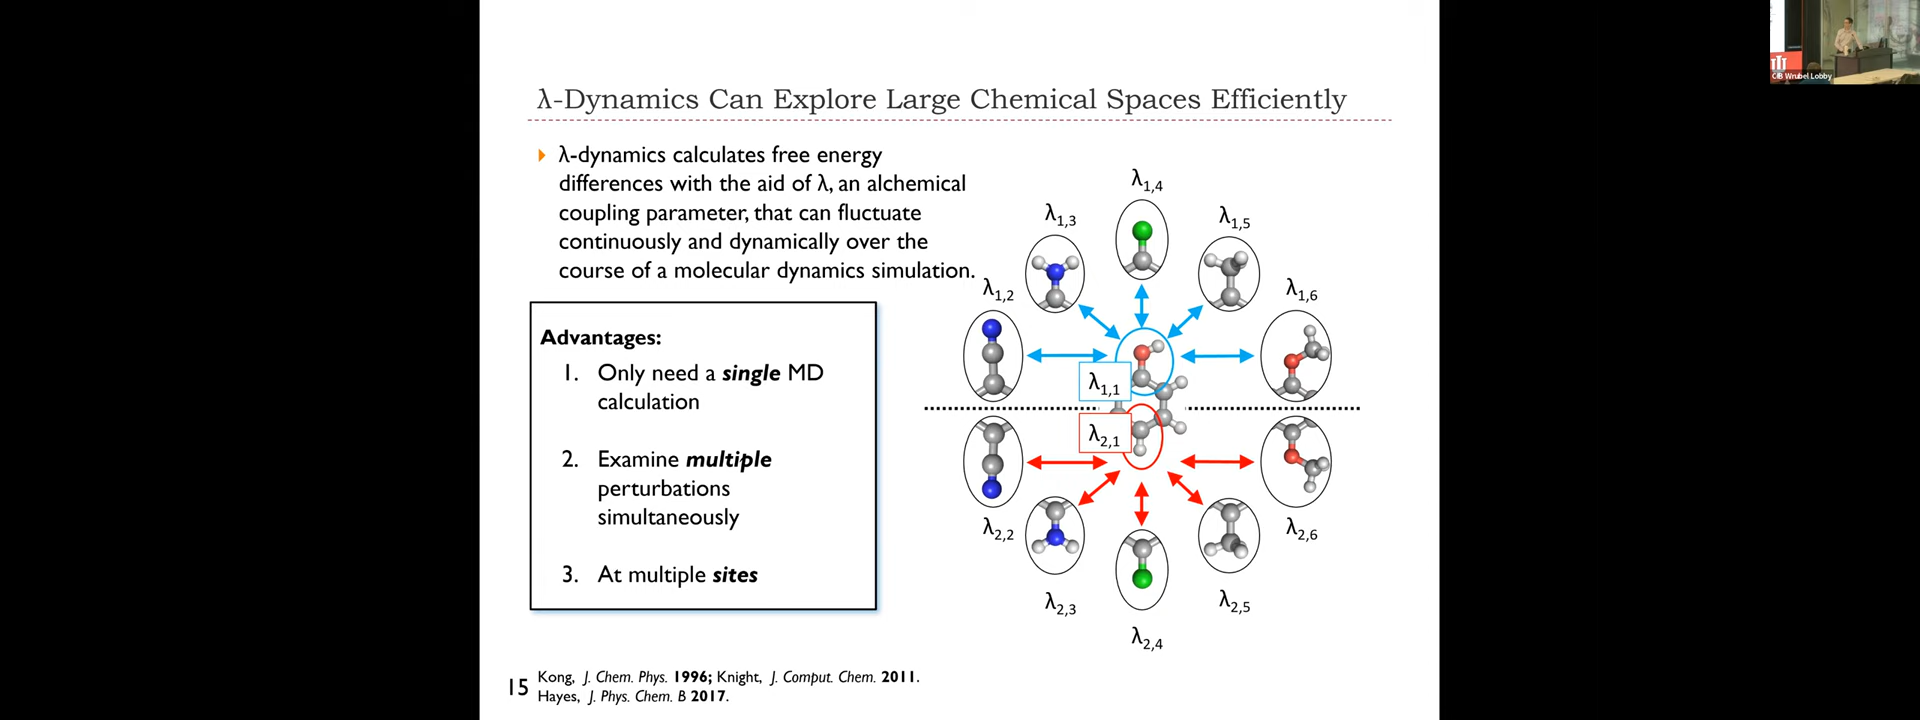 λ-Dynamics Can Explore Large Chemical Spaces Efficiently
λ-dynamics calculates free energy
differences with the aid of λ, an alchemical
coupling parameter, that can fluctuate
continuously and dynamically over the
course of a molecular dynamics simulation.
Advantages:
1. Only need a single MD
calculation
2. Examine multiple
perturbations
simultaneously
3. At multiple sites
λ1,4
λ1,3
λ1,5
λ1,2
λ1,6
λ1,1
λ2,1
λ2,2
λ2,6
λ2,3
λ2,5
λ2,4
15
Kong, J. Chem. Phys. 1996; Knight, J. Comput. Chem. 2011.
Hayes, J. Phys. Chem. B 2017.
CIB Wrubel Lobby